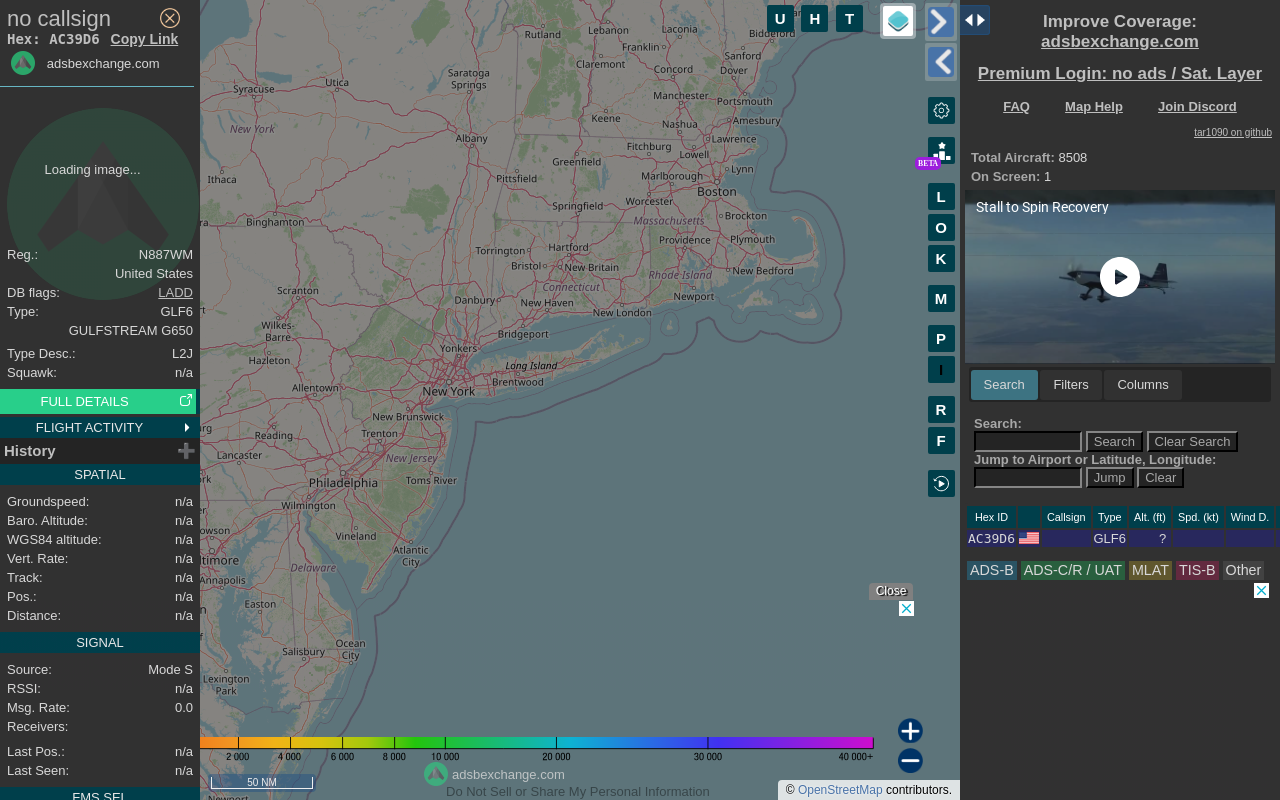 no callsign
Hex: AC39D6 Copy Link
adsbexchange.com
Loading image...
Reg.: N887WM
United States
DB flags: LADD
Type: GLF6
GULFSTREAM G650
Type Desc.: L2J
Squawk: n/a
FULL DETAILS
FLIGHT ACTIVITY
History
SPATIAL
Groundspeed: n/a
Baro. Altitude: n/a
WGS84 altitude: n/a
Vert. Rate: n/a
Track: n/a
Pos.: n/a
Distance: n/a
SIGNAL
Source: Mode S
RSSI: n/a
Msg. Rate: 0.0
Receivers:
Last Pos.: n/a
Last Seen: n/a
FMS SEL
U H T
Rutland
Lebanon
Laconia
Biddeford
Franklin
Claremont
Sanford
Concord
Dover
Utica
Saratoga
Springs
Syracuse
Manchester
Portsmouth
Keene
Nashua
Amesbury
New York
Albany
Fitchburg
Lawrence
Lowell
Greenfield
Ithaca
Pittsfield
Marlborough
Lynn
Boston
Springfield
Worcester
Binghamton
Massachusetts
Brockton
Torrington
Hartford
Providence
Plymouth
Bristol
New Britain
Rhode Island
New Bedford
Connecticut
Scranton
Danbury
New Haven
Newport
New London
Wilkes-
Barre
Bridgeport
Yonkers
Hazleton
Long Island
Brentwood
Allentown
New York
New Brunswick
Reading
Trenton
Lancaster
New Jersey
Philadelphia
Toms River
Wilmington
Vineland
Atlantic
City
Delaware
Annapolis
Easton
Ocean
City
Salisbury
Lexington
Park
BETA
L
O
K
M
P
I
R
F
Close
2 000 4 000 6 000 8 000 10 000 20 000 30 000 40 000+
adsbexchange.com
50 NM
Do Not Sell or Share My Personal Information
© OpenStreetMap contributors.
Improve Coverage:
adsbexchange.com
Premium Login: no ads / Sat. Layer
FAQ Map Help Join Discord
tar1090 on github
Total Aircraft: 8508
On Screen: 1
Stall to Spin Recovery
Search Filters Columns
Search:
Search Clear Search
Jump to Airport or Latitude, Longitude:
Jump Clear
Hex ID Callsign Type Alt. (ft) Spd. (kt) Wind D.
AC39D6 GLF6 ?
ADS-B ADS-C/R / UAT MLAT TIS-B Other